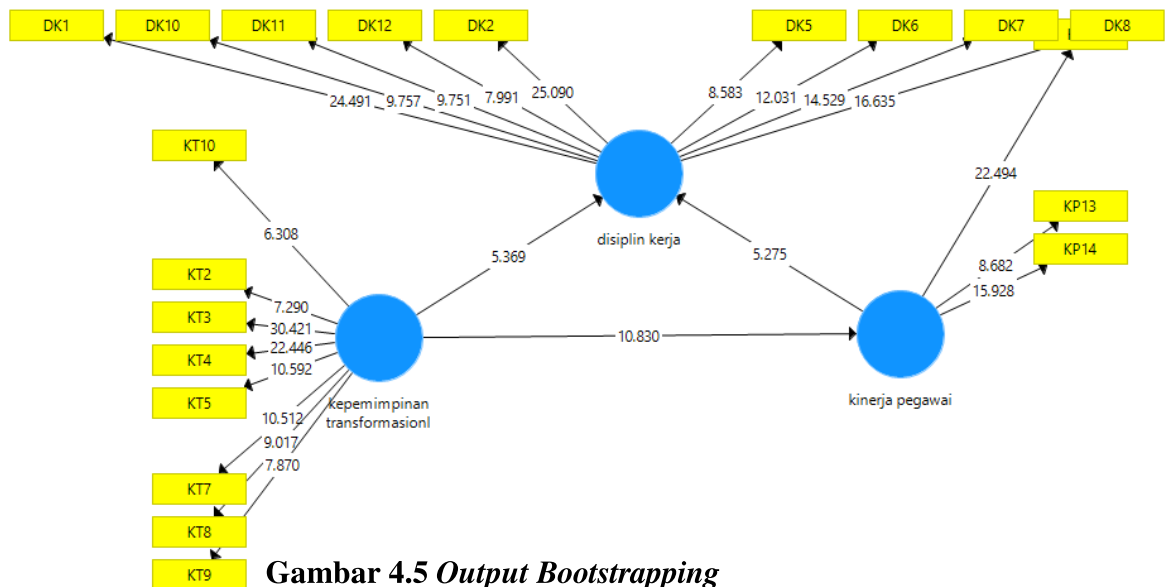 DK1
DK10
DK11
DK12
DK2
DK5
DK6
DK7
DK8
24.491
9.757
9.751
7.991
25.090
8.583
12.031
14.529
16.635
KT10
22.494
disiplin kerja
KP13
KP14
6.308
5.369
5.275
8.682
15.928
KT2
KT3
KT4
KT5
7.290
30.421
22.446
10.592
10.830
kepemimpinan
transformasionl
kinerja pegawai
10.512
9.017
7.870
KT7
KT8
KT9
Gambar 4.5 Output Bootstrapping